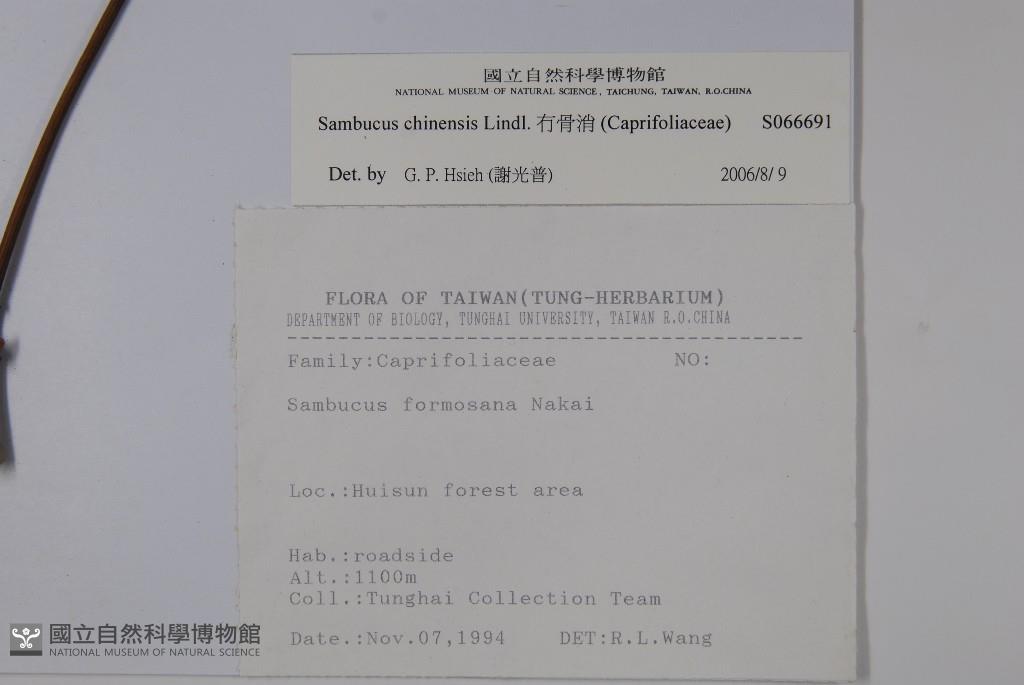 國立自然科學博物館
NATIONAL MUSEUM OF NATURAL SCIENCE, TAICHUNG, TAIWAN, R.O.CHINA
Sambucus chinensis Lindl. 冇骨消 (Caprifoliaceae) S066691
Det. by G. P. Hsieh (謝光普) 2006/8/ 9
FLORA OF TAIWAN(TUNG-HERBARIUM)
DEPARTMENT OF BIOLOGY, TUNGHAI UNIVERSITY, TAIWAN R.O.CHINA
Family:Caprifoliaceae NO:
Sambucus formosana Nakai
Loc.:Huisun forest area
Hab.:roadside
Alt.:1100m
Coll.:Tunghai Collection Team
Date.:Nov.07,1994 DET:R.L.Wang
國立自然科學博物館
NATIONAL MUSEUM OF NATURAL SCIENCE